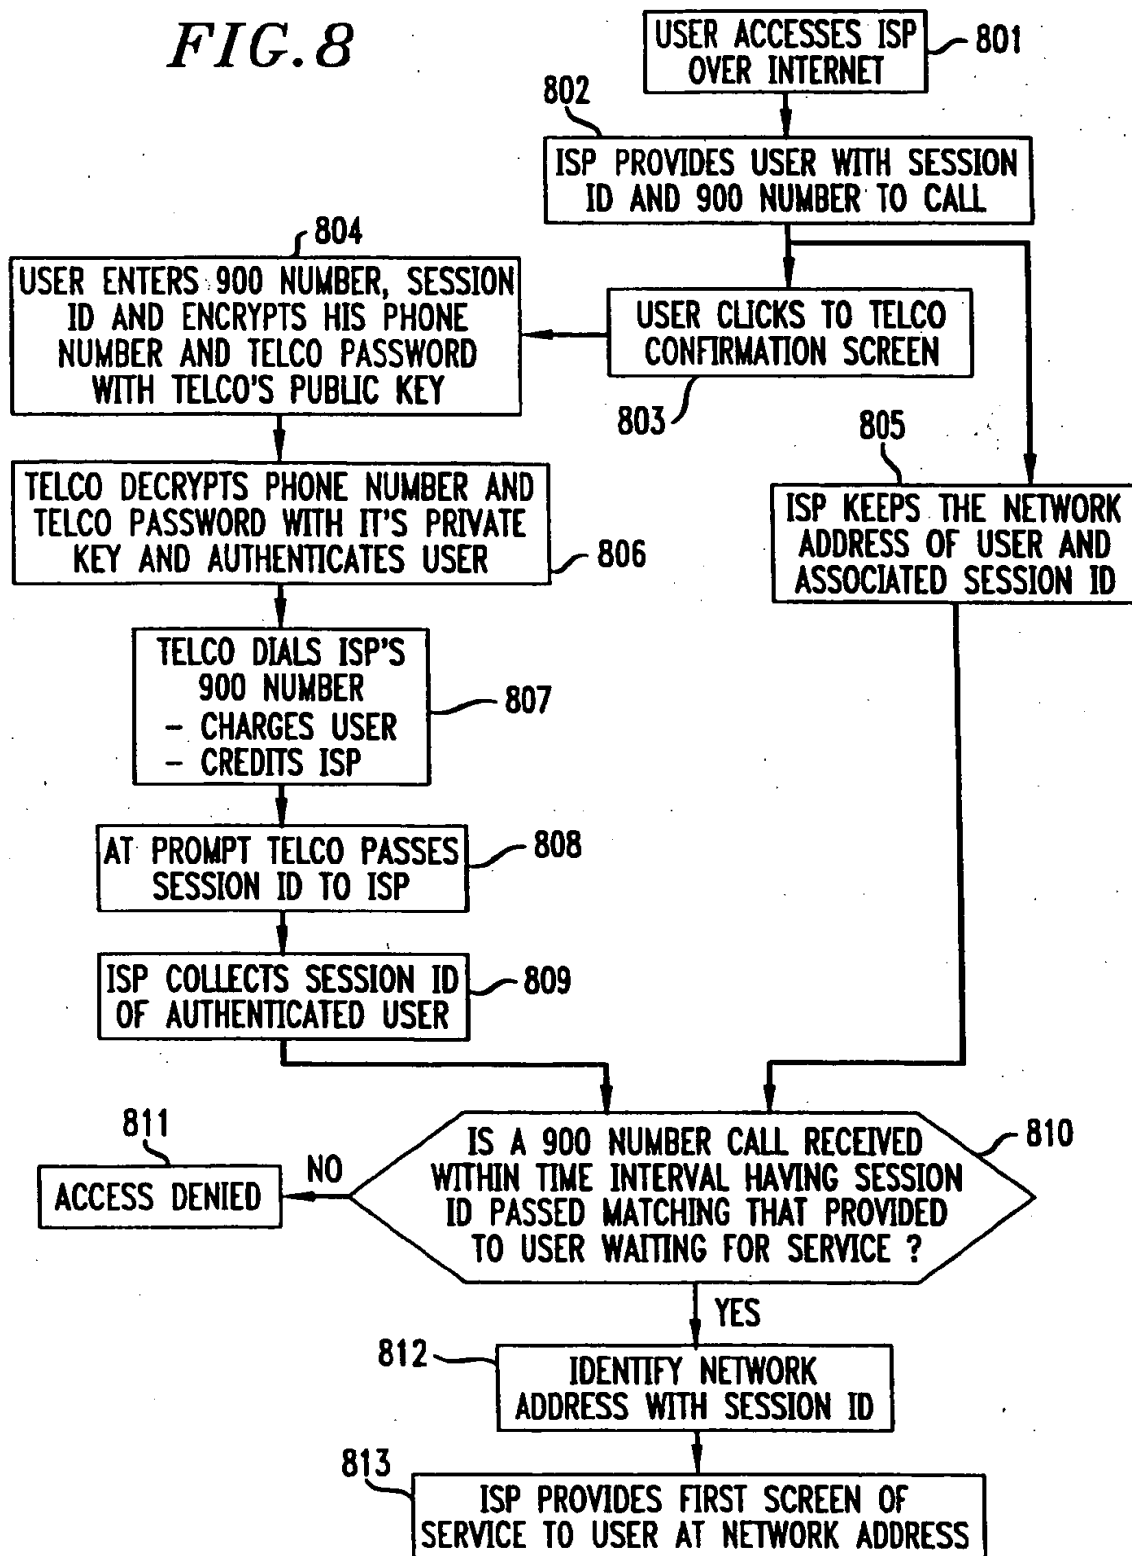 FIG.8
USER ACCESSES ISP
OVER INTERNET
801
802
ISP PROVIDES USER WITH SESSION
ID AND 900 NUMBER TO CALL
804
USER ENTERS 900 NUMBER, SESSION
ID AND ENCRYPTS HIS PHONE
NUMBER AND TELCO PASSWORD
WITH TELCO'S PUBLIC KEY
USER CLICKS TO TELCO
CONFIRMATION SCREEN
803
805
ISP KEEPS THE NETWORK
ADDRESS OF USER AND
ASSOCIATED SESSION ID
TELCO DECRYPTS PHONE NUMBER AND
TELCO PASSWORD WITH IT'S PRIVATE
KEY AND AUTHENTICATES USER
806
TELCO DIALS ISP'S
900 NUMBER
- CHARGES USER
- CREDITS ISP
807
AT PROMPT TELCO PASSES
SESSION ID TO ISP
808
ISP COLLECTS SESSION ID
OF AUTHENTICATED USER
809
IS A 900 NUMBER CALL RECEIVED
WITHIN TIME INTERVAL HAVING SESSION
ID PASSED MATCHING THAT PROVIDED
TO USER WAITING FOR SERVICE ?
810
811
NO
ACCESS DENIED
YES
812
IDENTIFY NETWORK
ADDRESS WITH SESSION ID
813
ISP PROVIDES FIRST SCREEN OF
SERVICE TO USER AT NETWORK ADDRESS